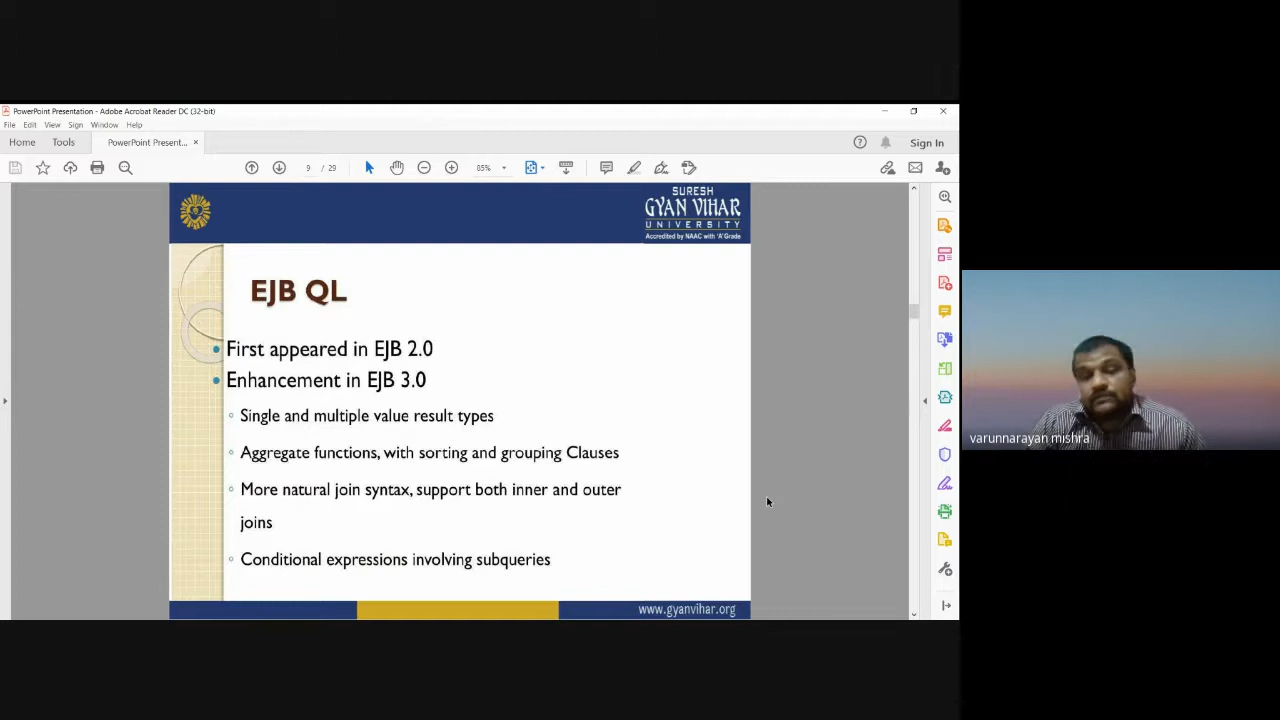 PowerPoint Presentation - Adobe Acrobat Reader DC (32-bit)
File Edit View Sign Window Help
Home Tools PowerPoint Present... × Sign In
9 / 29 85%
SURESH
GYAN VIHAR
UNIVERSITY
Accredited by NAAC with 'A' Grade
EJB QL
• First appeared in EJB 2.0
• Enhancement in EJB 3.0
◦ Single and multiple value result types
◦ Aggregate functions, with sorting and grouping Clauses
◦ More natural join syntax, support both inner and outer
joins
◦ Conditional expressions involving subqueries
www.gyanvihar.org
varunnarayan mishra